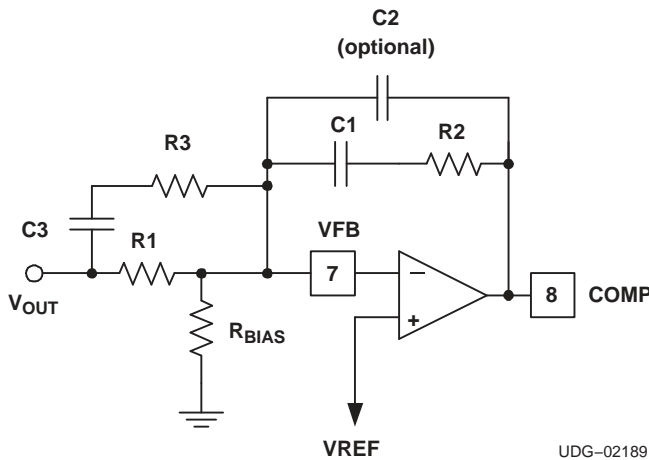 C2
(optional)
C1
R2
R3
C3
R1
VFB
7
−
+
8
COMP
VOUT
RBIAS
VREF
UDG−02189